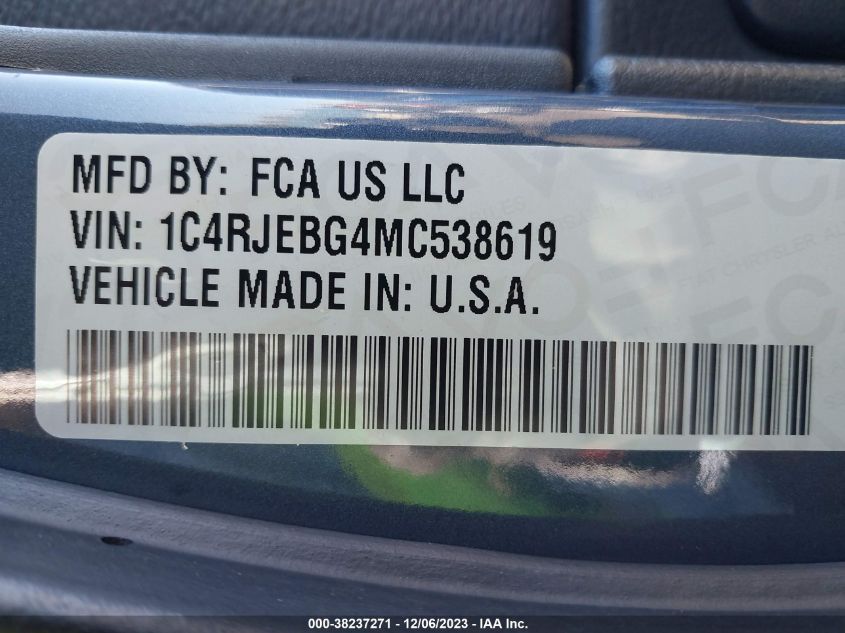 MFD BY: FCA US LLC
VIN: 1C4RJEBG4MC538619
VEHICLE MADE IN: U.S.A.
000-38237271 - 12/06/2023 - IAA Inc.